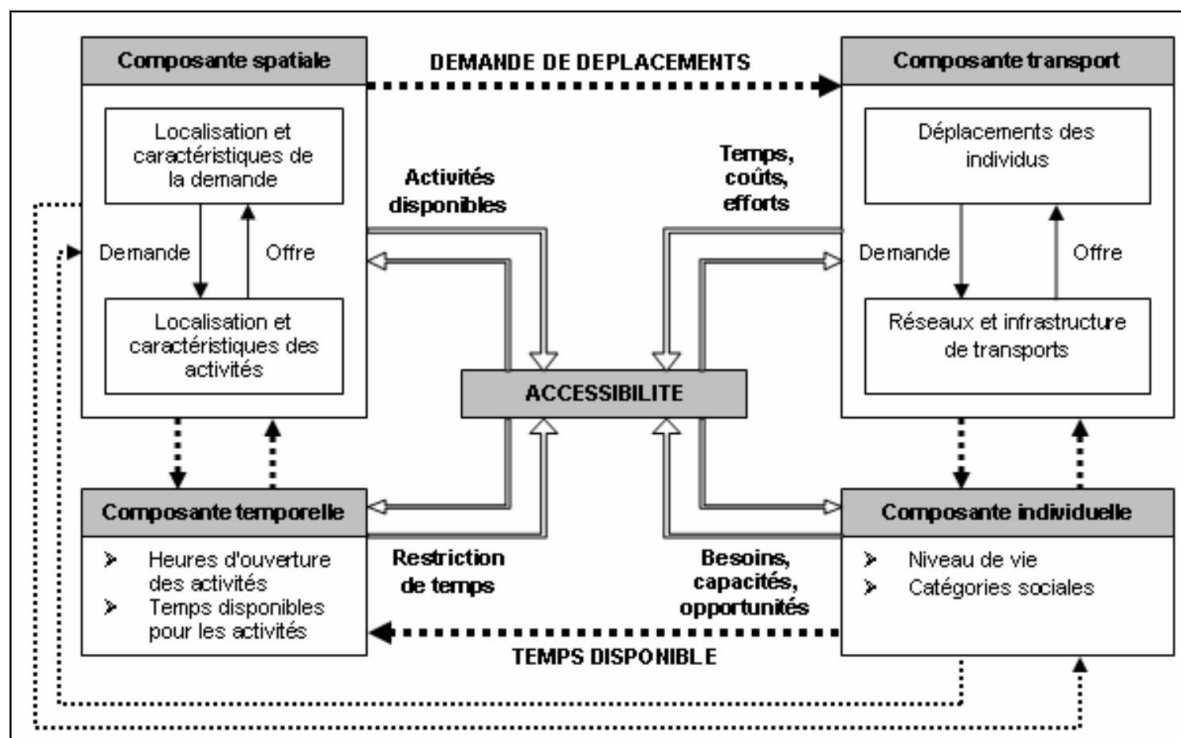 Composante spatiale
DEMANDE DE DEPLACEMENTS
Composante transport
Localisation et
caractéristiques de
la demande
Demande
Offre
Localisation et
caractéristiques des
activités
Activités
disponibles
Temps,
coûts,
efforts
Déplacements des
individus
Demande
Offre
Réseaux et infrastructure
de transports
ACCESSIBILITE
Composante temporelle
➢ Heures d'ouverture
des activités
➢ Temps disponibles
pour les activités
Restriction
de temps
Besoins,
capacités,
opportunités
Composante individuelle
➢ Niveau de vie
➢ Catégories sociales
TEMPS DISPONIBLE